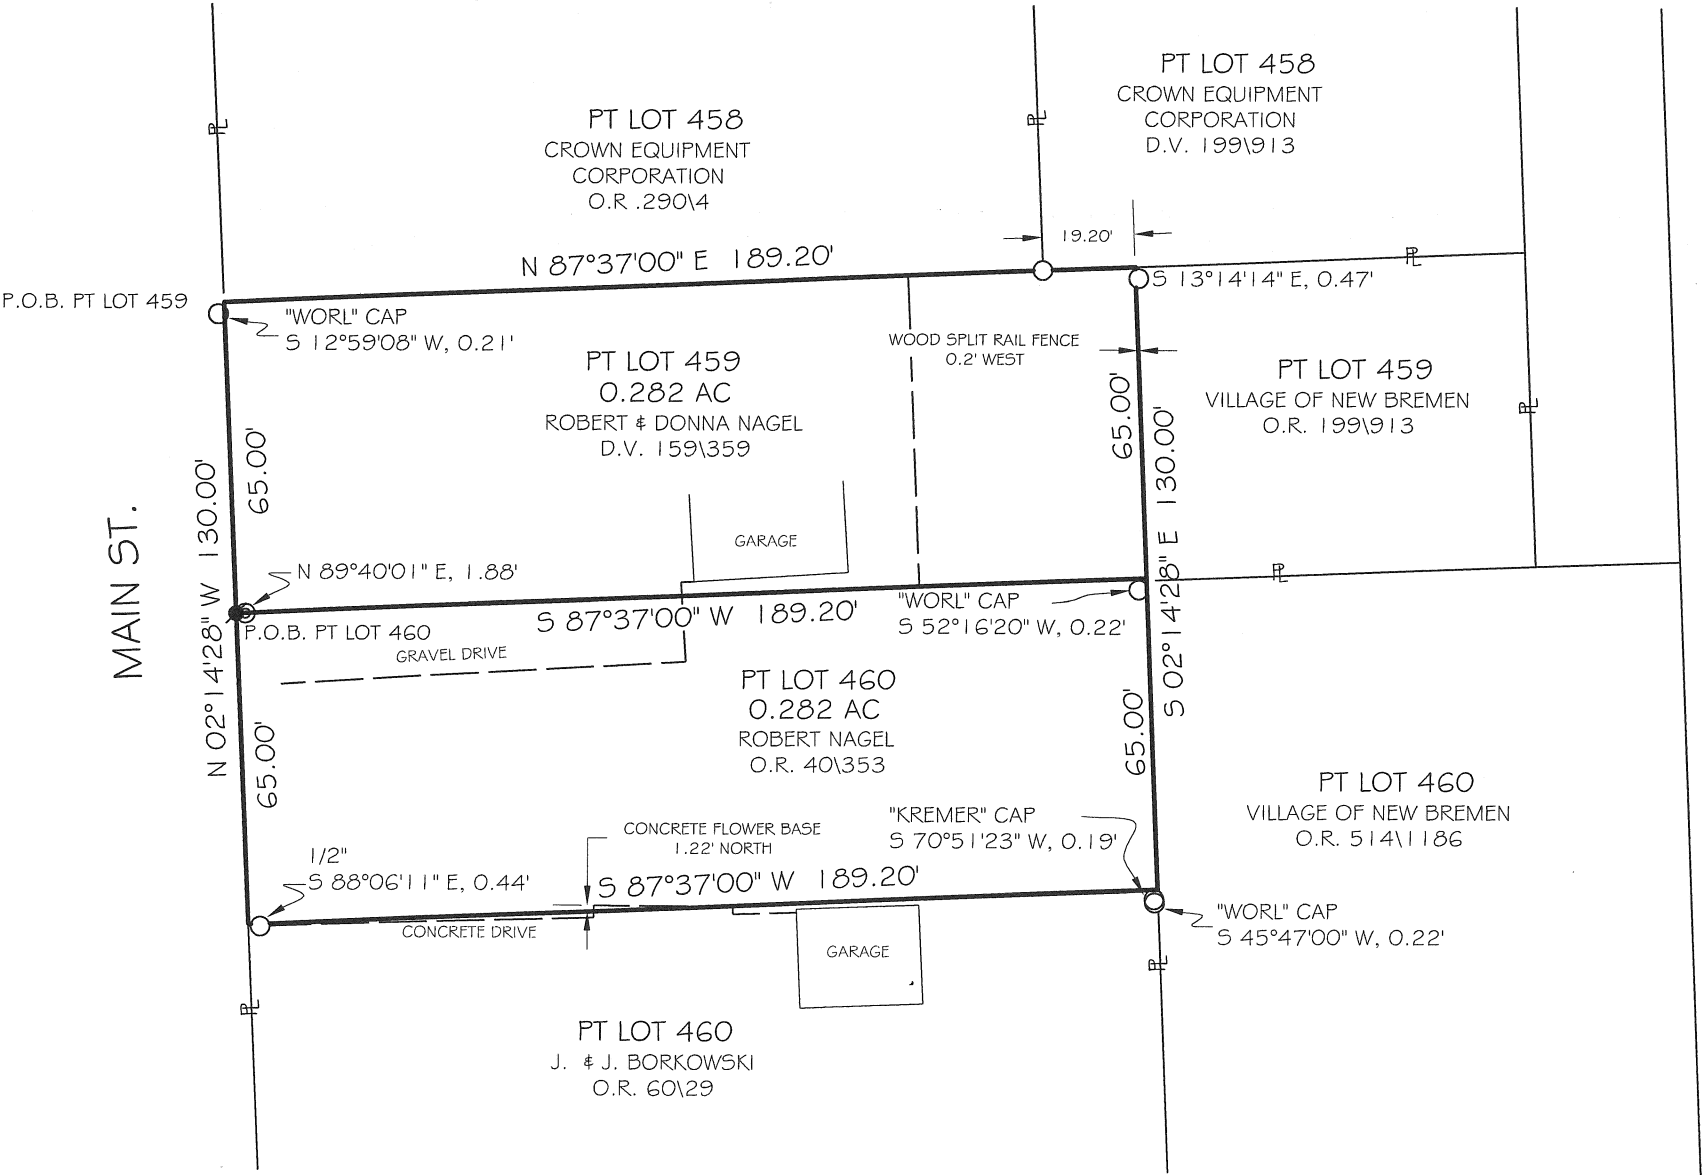 PT LOT 458
CROWN EQUIPMENT
CORPORATION
D.V. 199\913
PT LOT 458
CROWN EQUIPMENT
CORPORATION
O.R .290\4
19.20'
N 87°37'00" E 189.20'
PL
PL
PL
S 13°14'14" E, 0.47'
P.O.B. PT LOT 459
"WORL" CAP
S 12°59'08" W, 0.21'
WOOD SPLIT RAIL FENCE
0.2' WEST
PT LOT 459
0.282 AC
ROBERT & DONNA NAGEL
D.V. 159\359
PT LOT 459
VILLAGE OF NEW BREMEN
O.R. 199\913
PL
65.00'
65.00'
N 02°14'28" W 130.00'
S 02°14'28" E 130.00'
MAIN ST.
GARAGE
N 89°40'01" E, 1.88'
PL
S 87°37'00" W 189.20'
"WORL" CAP
S 52°16'20" W, 0.22'
P.O.B. PT LOT 460
GRAVEL DRIVE
PT LOT 460
0.282 AC
ROBERT NAGEL
O.R. 40\353
65.00'
65.00'
PT LOT 460
VILLAGE OF NEW BREMEN
O.R. 514\1186
"KREMER" CAP
S 70°51'23" W, 0.19'
CONCRETE FLOWER BASE
1.22' NORTH
1/2"
S 88°06'11" E, 0.44'
S 87°37'00" W 189.20'
CONCRETE DRIVE
GARAGE
"WORL" CAP
S 45°47'00" W, 0.22'
PL
PL
PT LOT 460
J. & J. BORKOWSKI
O.R. 60\29